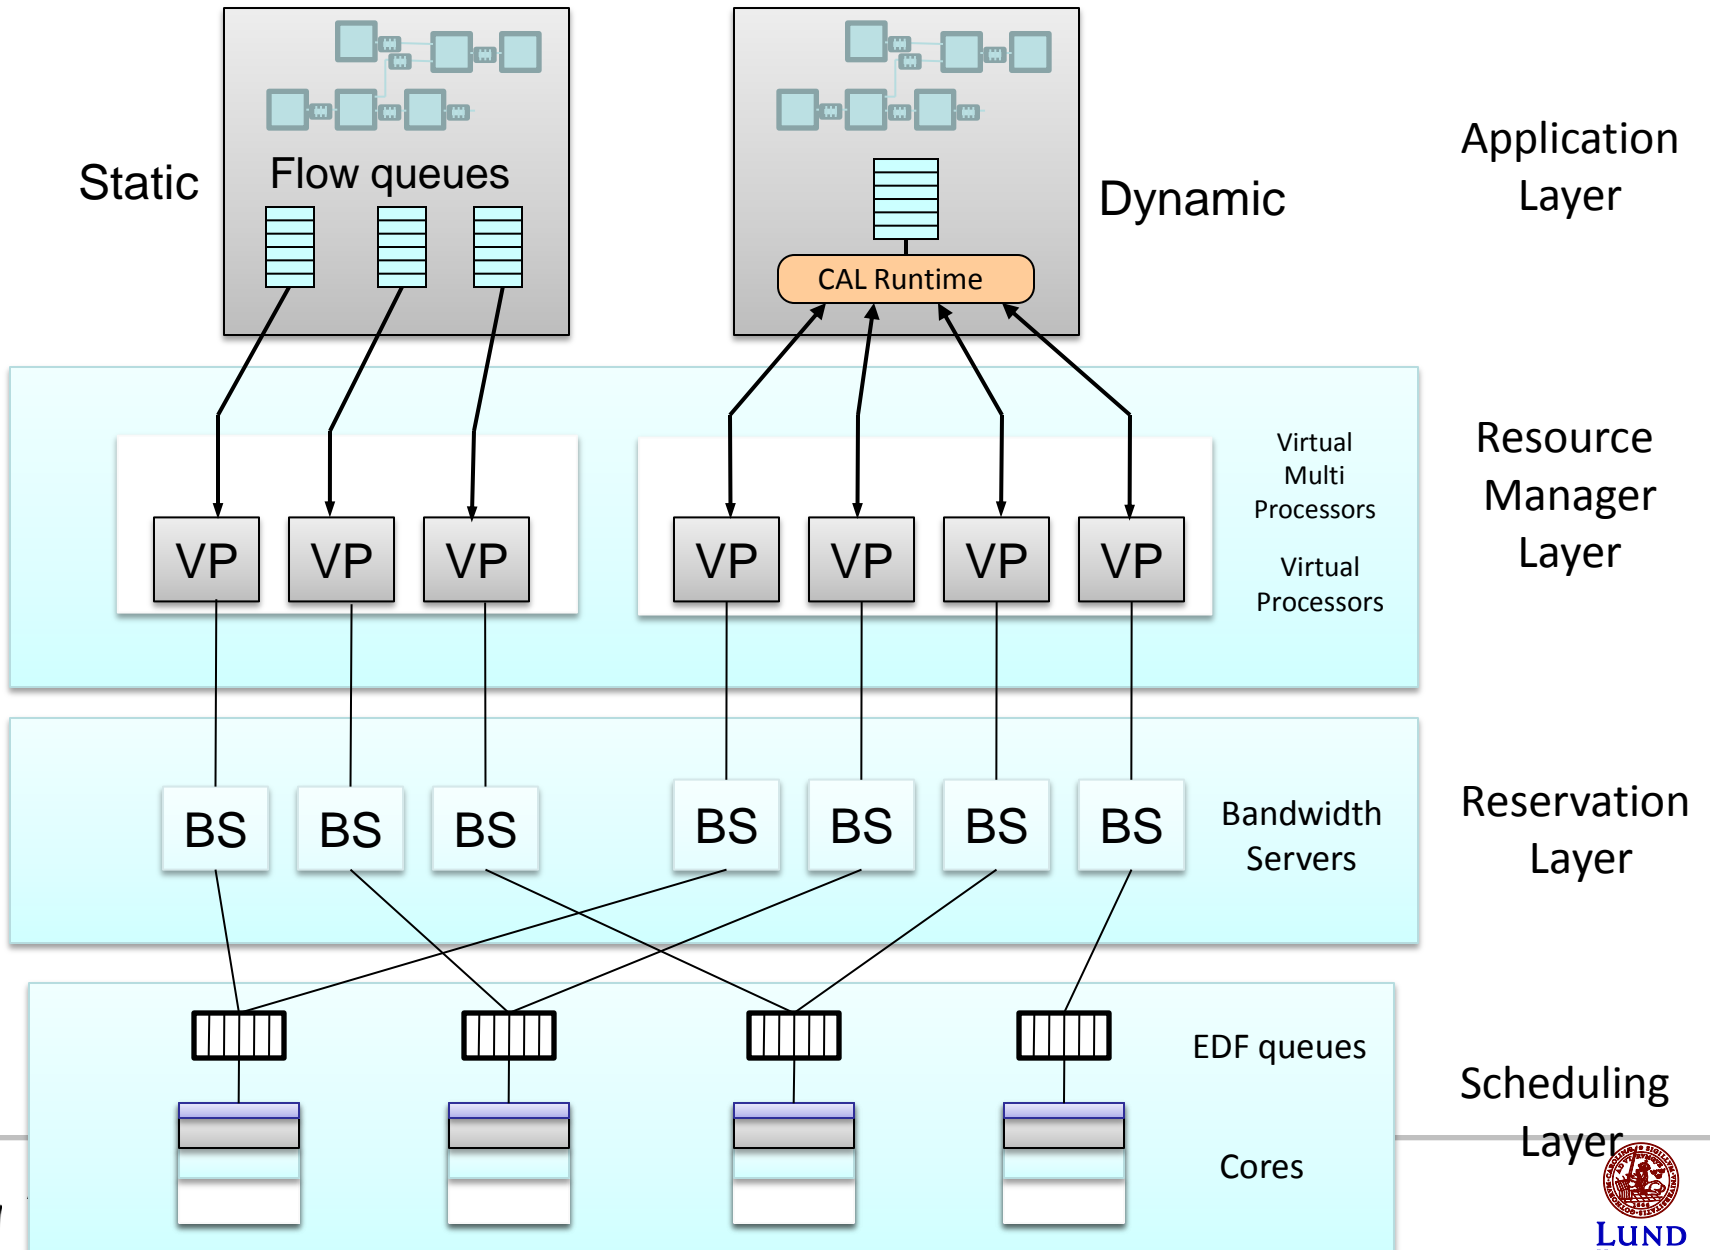 Static
Flow queues
Dynamic
CAL Runtime
Application
Layer
Virtual
Multi
Processors
Virtual
Processors
Resource
Manager
Layer
VP
VP
VP
VP
VP
VP
VP
BS
BS
BS
BS
BS
BS
BS
Bandwidth
Servers
Reservation
Layer
EDF queues
Cores
Scheduling
Layer
LUND